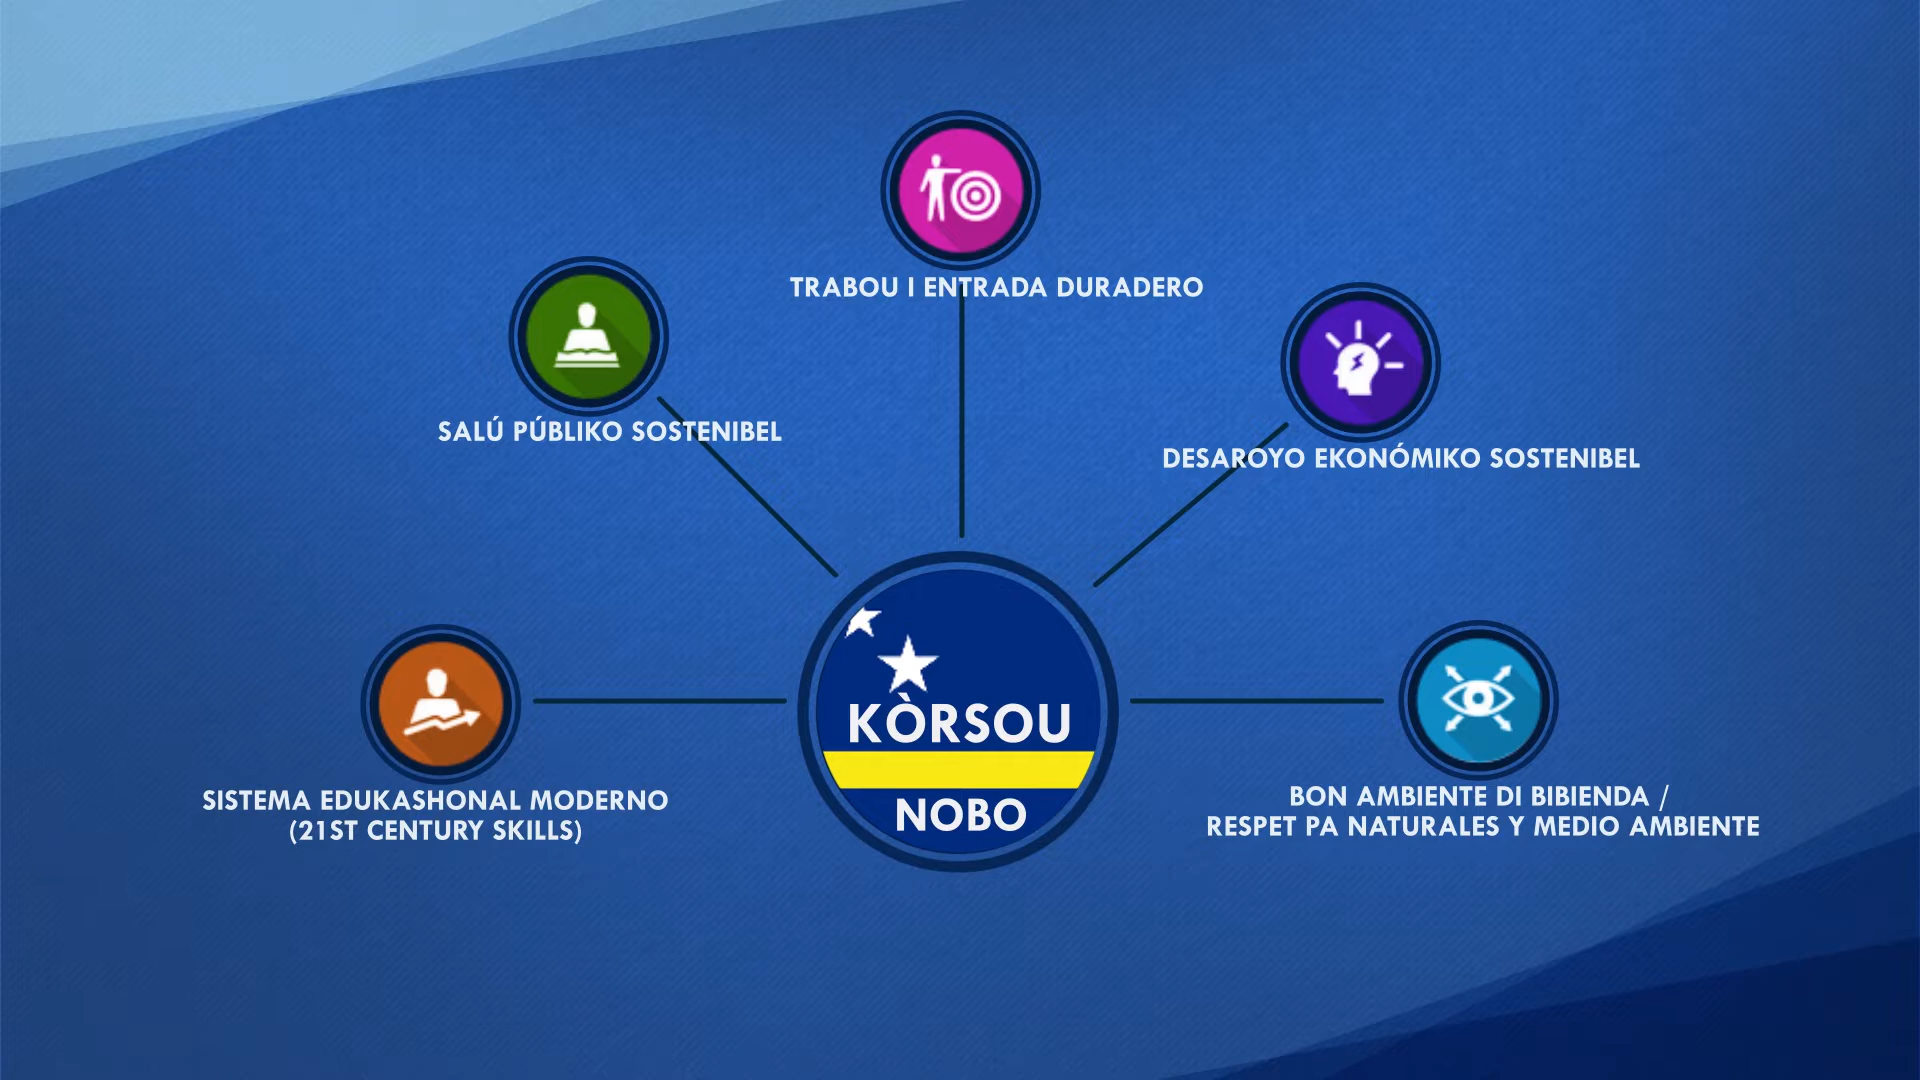 TRABOU I ENTRADA DURADERO
SALÚ PÚBLIKO SOSTENIBEL
DESAROYO EKONÓMIKO SOSTENIBEL
KÒRSOU
NOBO
SISTEMA EDUKASHONAL MODERNO
(21ST CENTURY SKILLS)
BON AMBIENTE DI BIBIENDA /
RESPET PA NATURALES Y MEDIO AMBIENTE